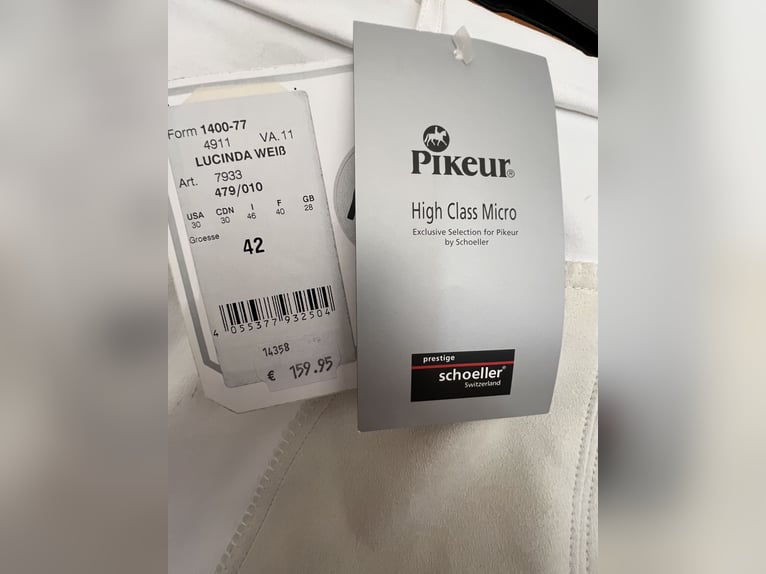 Form 1400-77
4911 VA.11
LUCINDA WEIß
Art. 7933
479/010
USA CDN I F GB
30 30 46 40 28
Groesse 42
4 055377 932504
14358
€ 159.95
PIKEUR®
High Class Micro
Exclusive Selection for Pikeur
by Schoeller
prestige
schoeller®
Switzerland